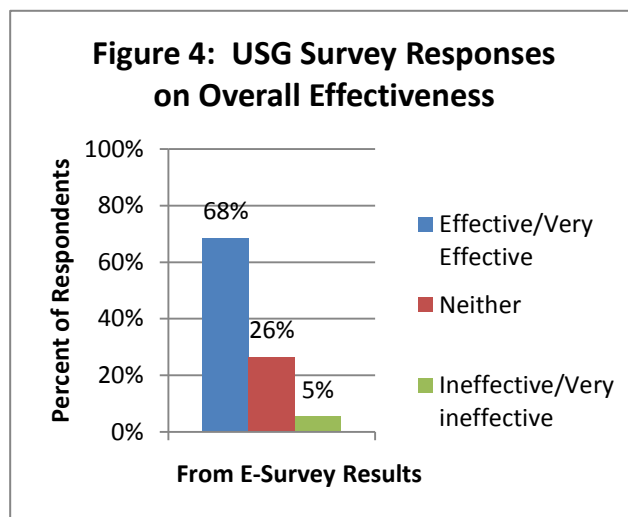 Figure 4:  USG Survey Responses
on Overall Effectiveness
Percent of Respondents
100%
80%
60%
40%
20%
0%
68%
26%
5%
From E-Survey Results
Effective/Very
Effective
Neither
Ineffective/Very
ineffective